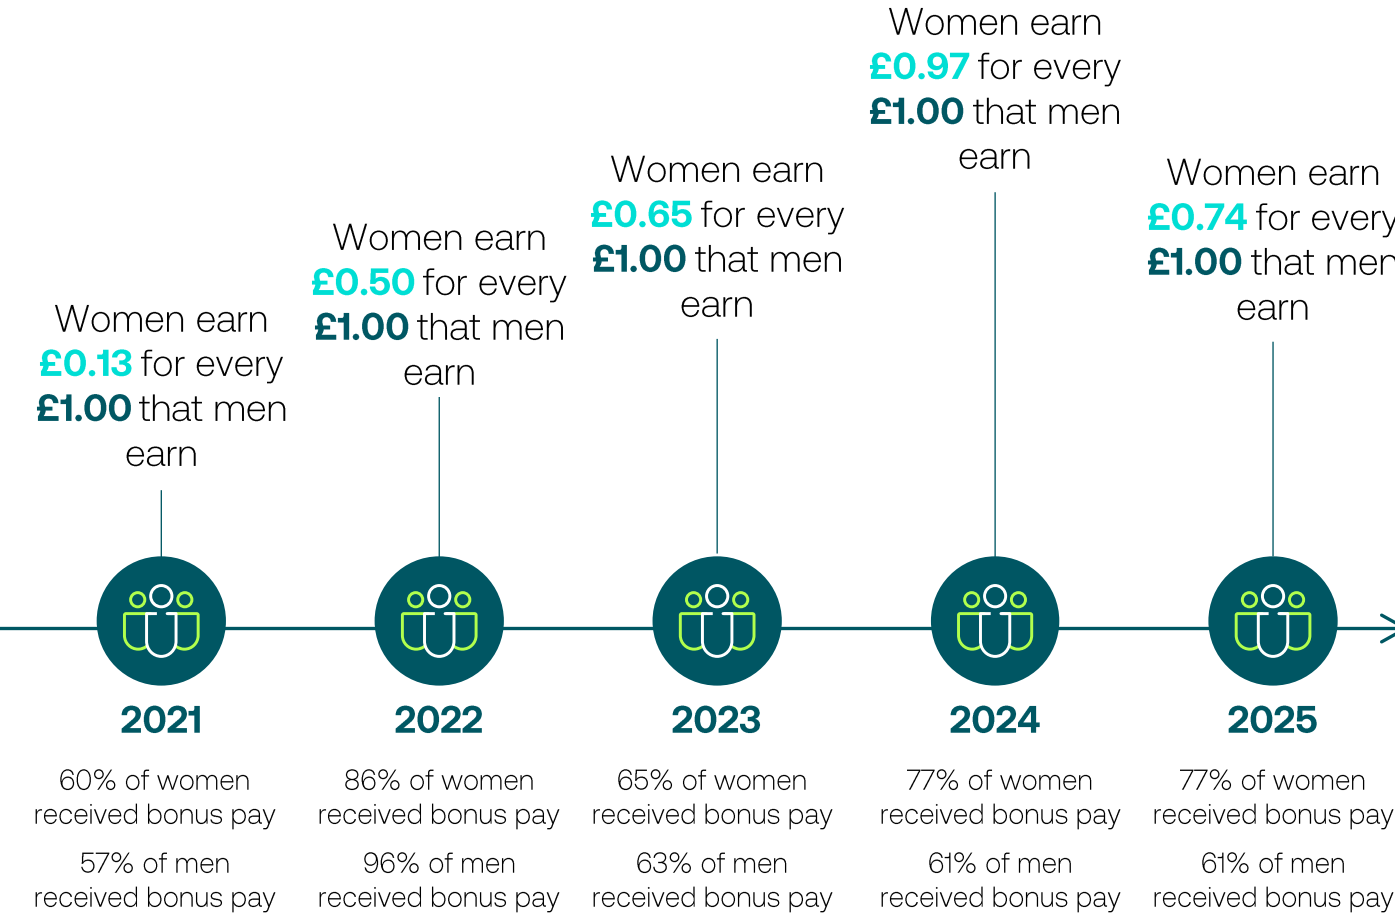 Women earn
£0.13 for every
£1.00 that men
earn
2021
60% of women
received bonus pay
57% of men
received bonus pay
Women earn
£0.50 for every
£1.00 that men
earn
2022
86% of women
received bonus pay
96% of men
received bonus pay
Women earn
£0.65 for every
£1.00 that men
earn
2023
65% of women
received bonus pay
63% of men
received bonus pay
Women earn
£0.97 for every
£1.00 that men
earn
2024
77% of women
received bonus pay
61% of men
received bonus pay
Women earn
£0.74 for every
£1.00 that men
earn
2025
77% of women
received bonus pay
61% of men
received bonus pay